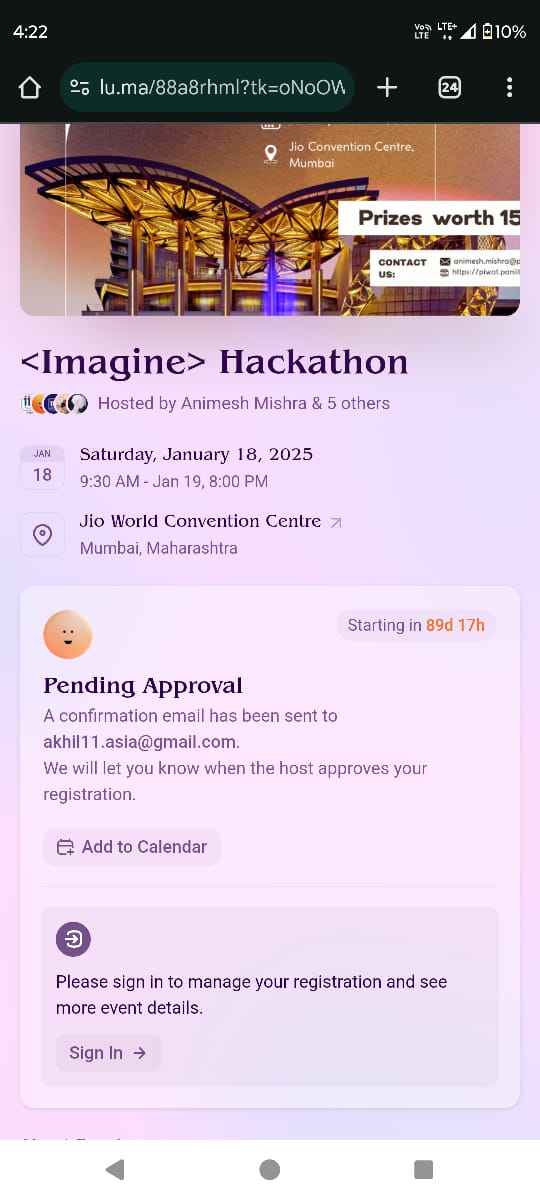 4:22
Vo LTE LTE+ 10%
lu.ma/88a8rhml?tk=oNoOW
24
Jio Convention Centre,
Mumbai
Prizes worth 15
CONTACT
US:
animesh.mishra@p
https://piwot.paniit
<Imagine> Hackathon
Hosted by Animesh Mishra & 5 others
JAN
18
Saturday, January 18, 2025
9:30 AM - Jan 19, 8:00 PM
Jio World Convention Centre
Mumbai, Maharashtra
Starting in 89d 17h
Pending Approval
A confirmation email has been sent to
akhil11.asia@gmail.com.
We will let you know when the host approves your
registration.
Add to Calendar
Please sign in to manage your registration and see
more event details.
Sign In